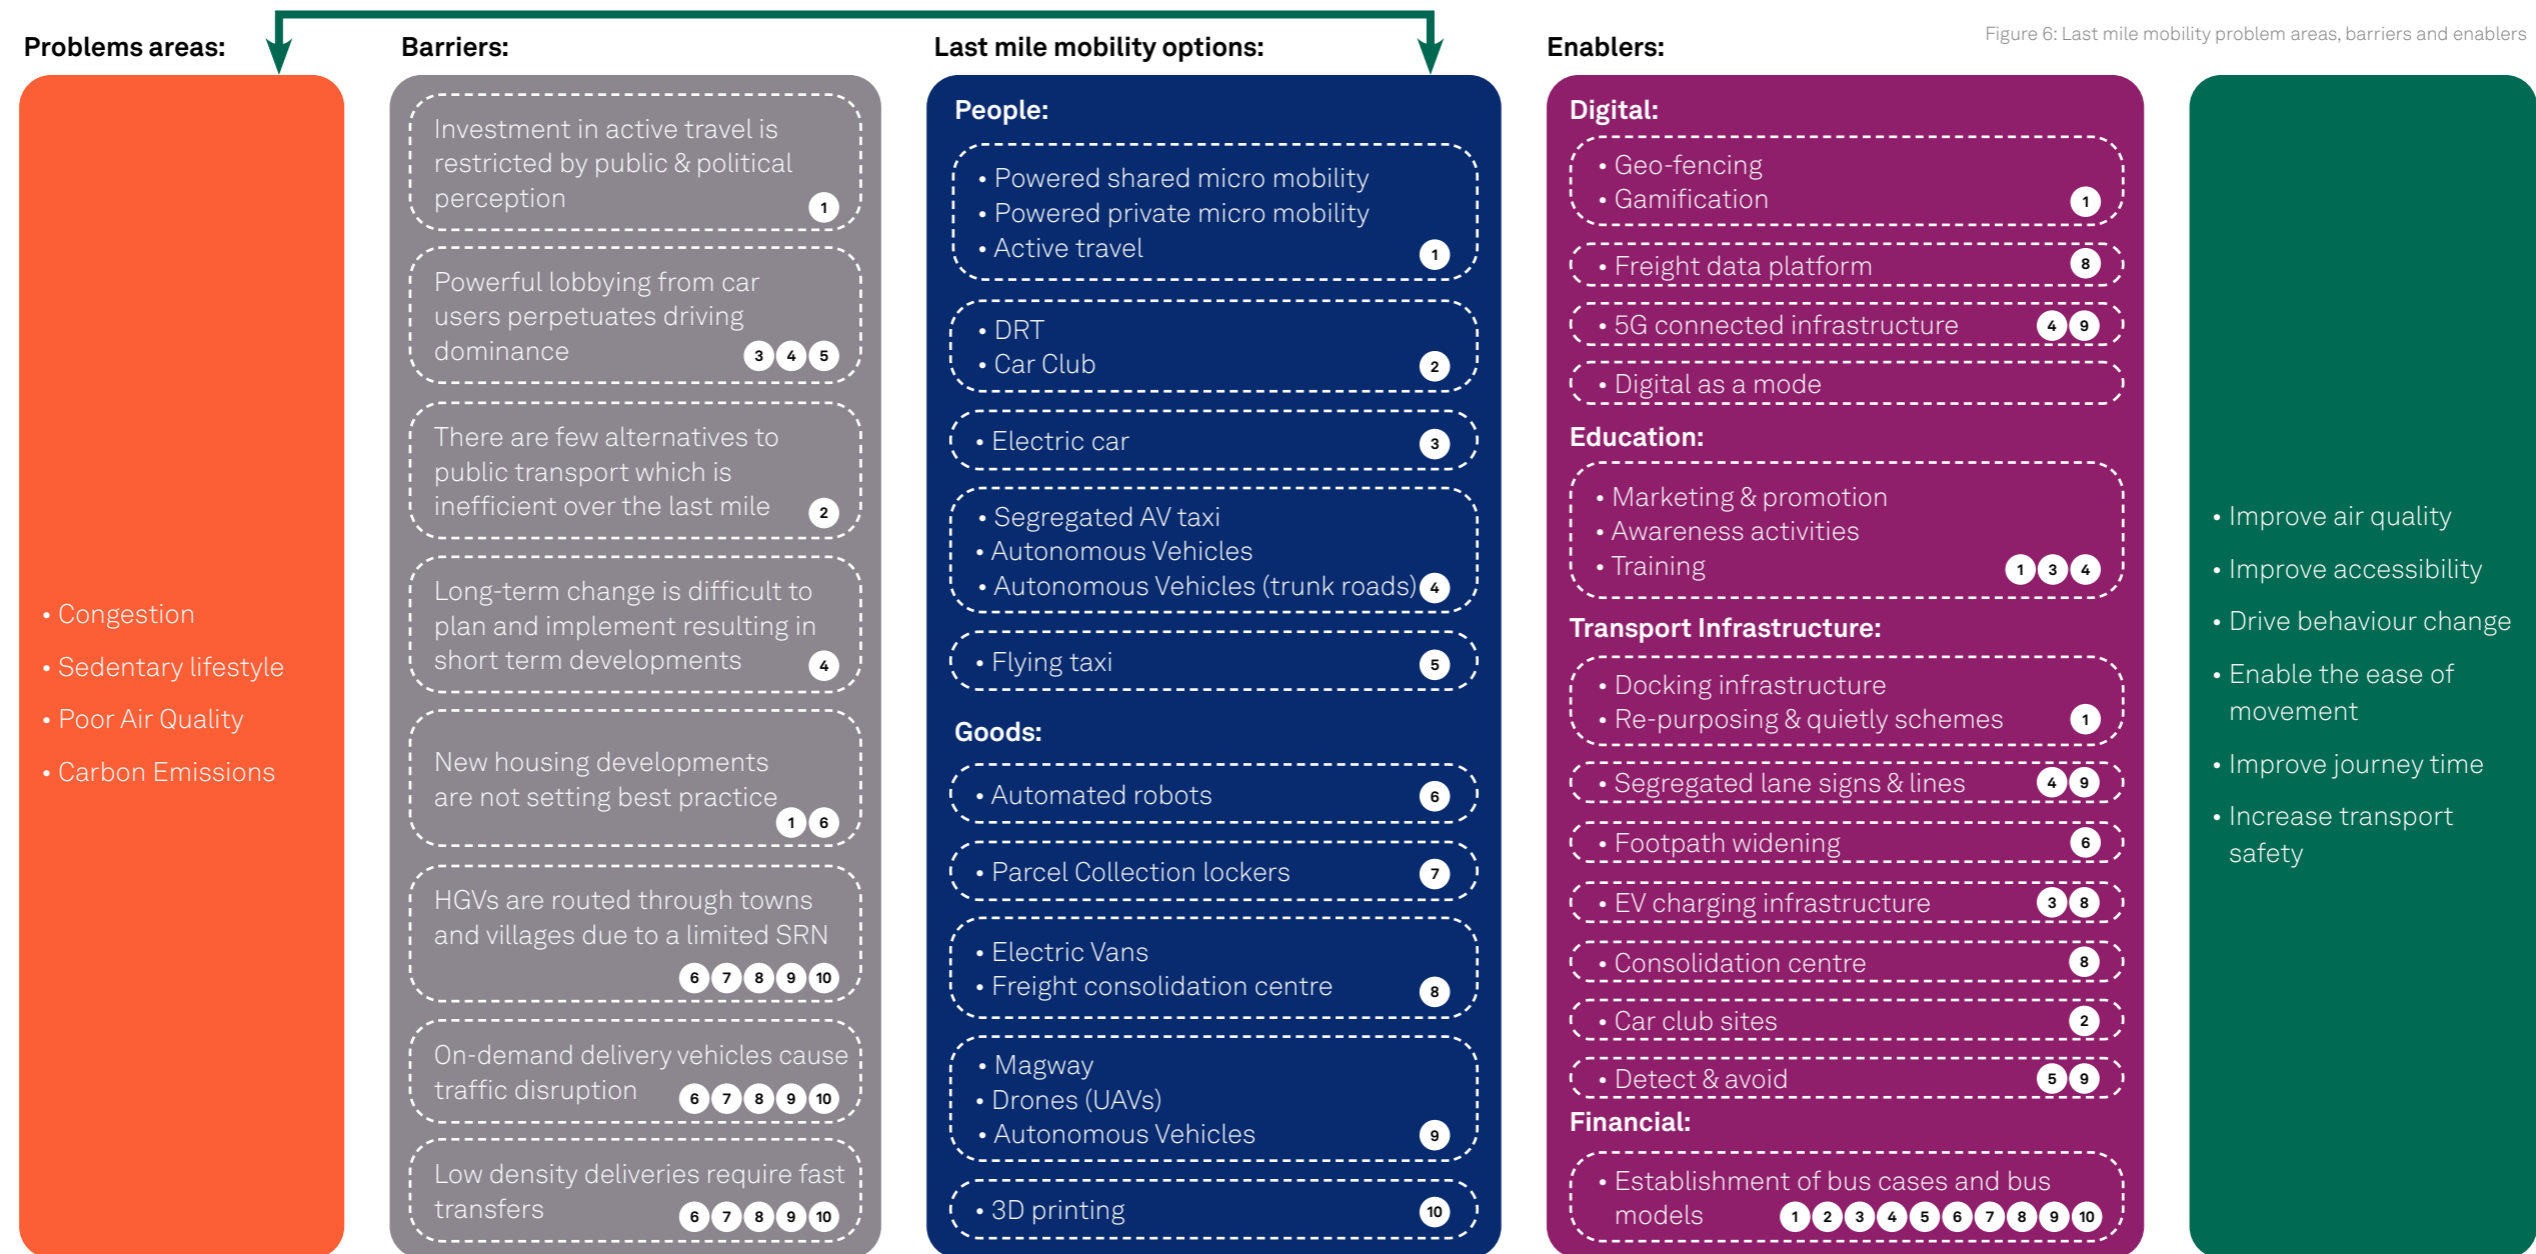 Figure 6: Last mile mobility problem areas, barriers and enablers
Problems areas:
• Congestion
• Sedentary lifestyle
• Poor Air Quality
• Carbon Emissions
Barriers:
Investment in active travel is
restricted by public & political
perception
1
Powerful lobbying from car
users perpetuates driving
dominance
3 4 5
There are few alternatives to
public transport which is
inefficient over the last mile
2
Long-term change is difficult to
plan and implement resulting in
short term developments
4
New housing developments
are not setting best practice
1 6
HGVs are routed through towns
and villages due to a limited SRN
6 7 8 9 10
On-demand delivery vehicles cause
traffic disruption
6 7 8 9 10
Low density deliveries require fast
transfers
6 7 8 9 10
Last mile mobility options:
People:
• Powered shared micro mobility
• Powered private micro mobility
• Active travel
1
• DRT
• Car Club
2
• Electric car
3
• Segregated AV taxi
• Autonomous Vehicles
• Autonomous Vehicles (trunk roads)
4
• Flying taxi
5
Goods:
• Automated robots
6
• Parcel Collection lockers
7
• Electric Vans
• Freight consolidation centre
8
• Magway
• Drones (UAVs)
• Autonomous Vehicles
9
• 3D printing
10
Enablers:
Digital:
• Geo-fencing
• Gamification
1
• Freight data platform
8
• 5G connected infrastructure
4 9
• Digital as a mode
Education:
• Marketing & promotion
• Awareness activities
• Training
1 3 4
Transport Infrastructure:
• Docking infrastructure
• Re-purposing & quietly schemes
1
• Segregated lane signs & lines
4 9
• Footpath widening
6
• EV charging infrastructure
3 8
• Consolidation centre
8
• Car club sites
2
• Detect & avoid
5 9
Financial:
• Establishment of bus cases and bus
models
1 2 3 4 5 6 7 8 9 10
• Improve air quality
• Improve accessibility
• Drive behaviour change
• Enable the ease of
movement
• Improve journey time
• Increase transport
safety